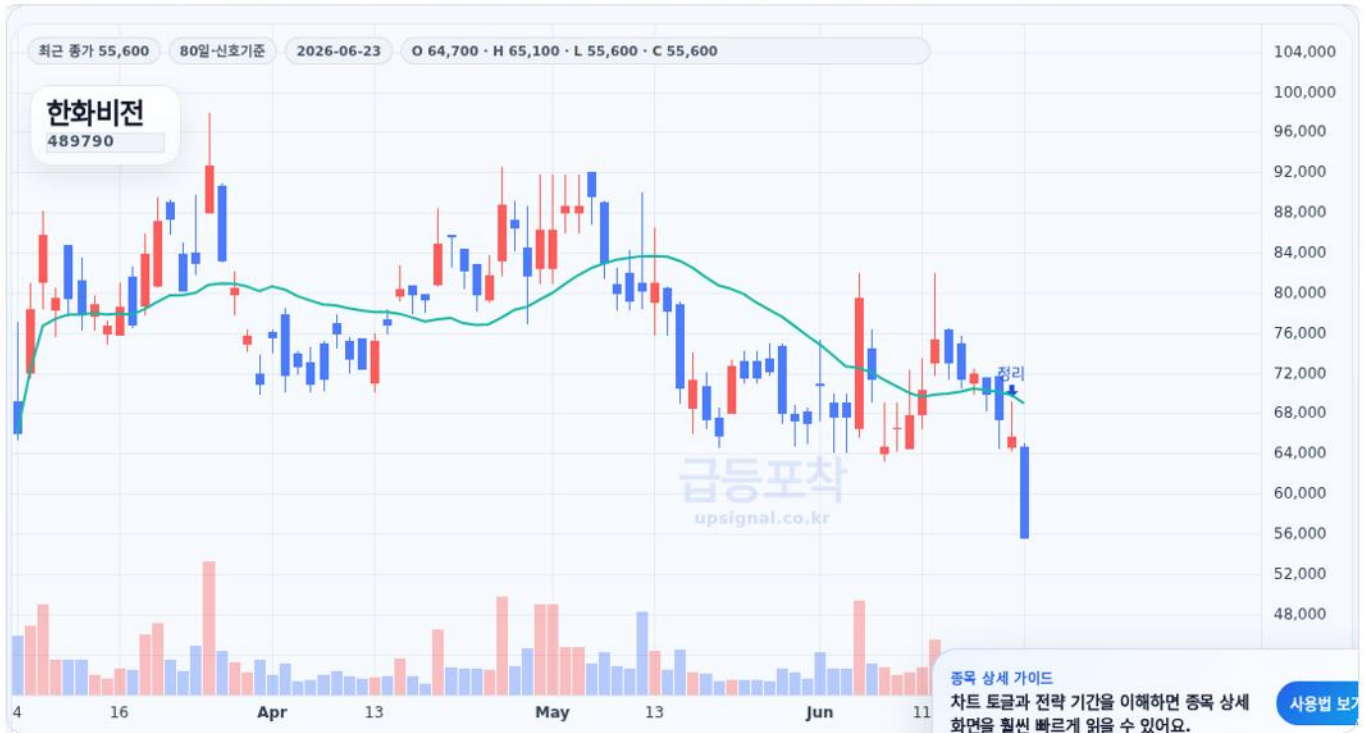 최근 종가 55,600
80일·신호기준
2026-06-23
O 64,700 · H 65,100 · L 55,600 · C 55,600
한화비전
489790
104,000
100,000
96,000
92,000
88,000
84,000
80,000
76,000
72,000
68,000
64,000
60,000
56,000
52,000
48,000
정리
급등포착
upsignal.co.kr
4
16
Apr
13
May
13
Jun
11
종목 상세 가이드
차트 토글과 전략 기간을 이해하면 종목 상세
화면을 훨씬 빠르게 읽을 수 있어요.
사용법 보기